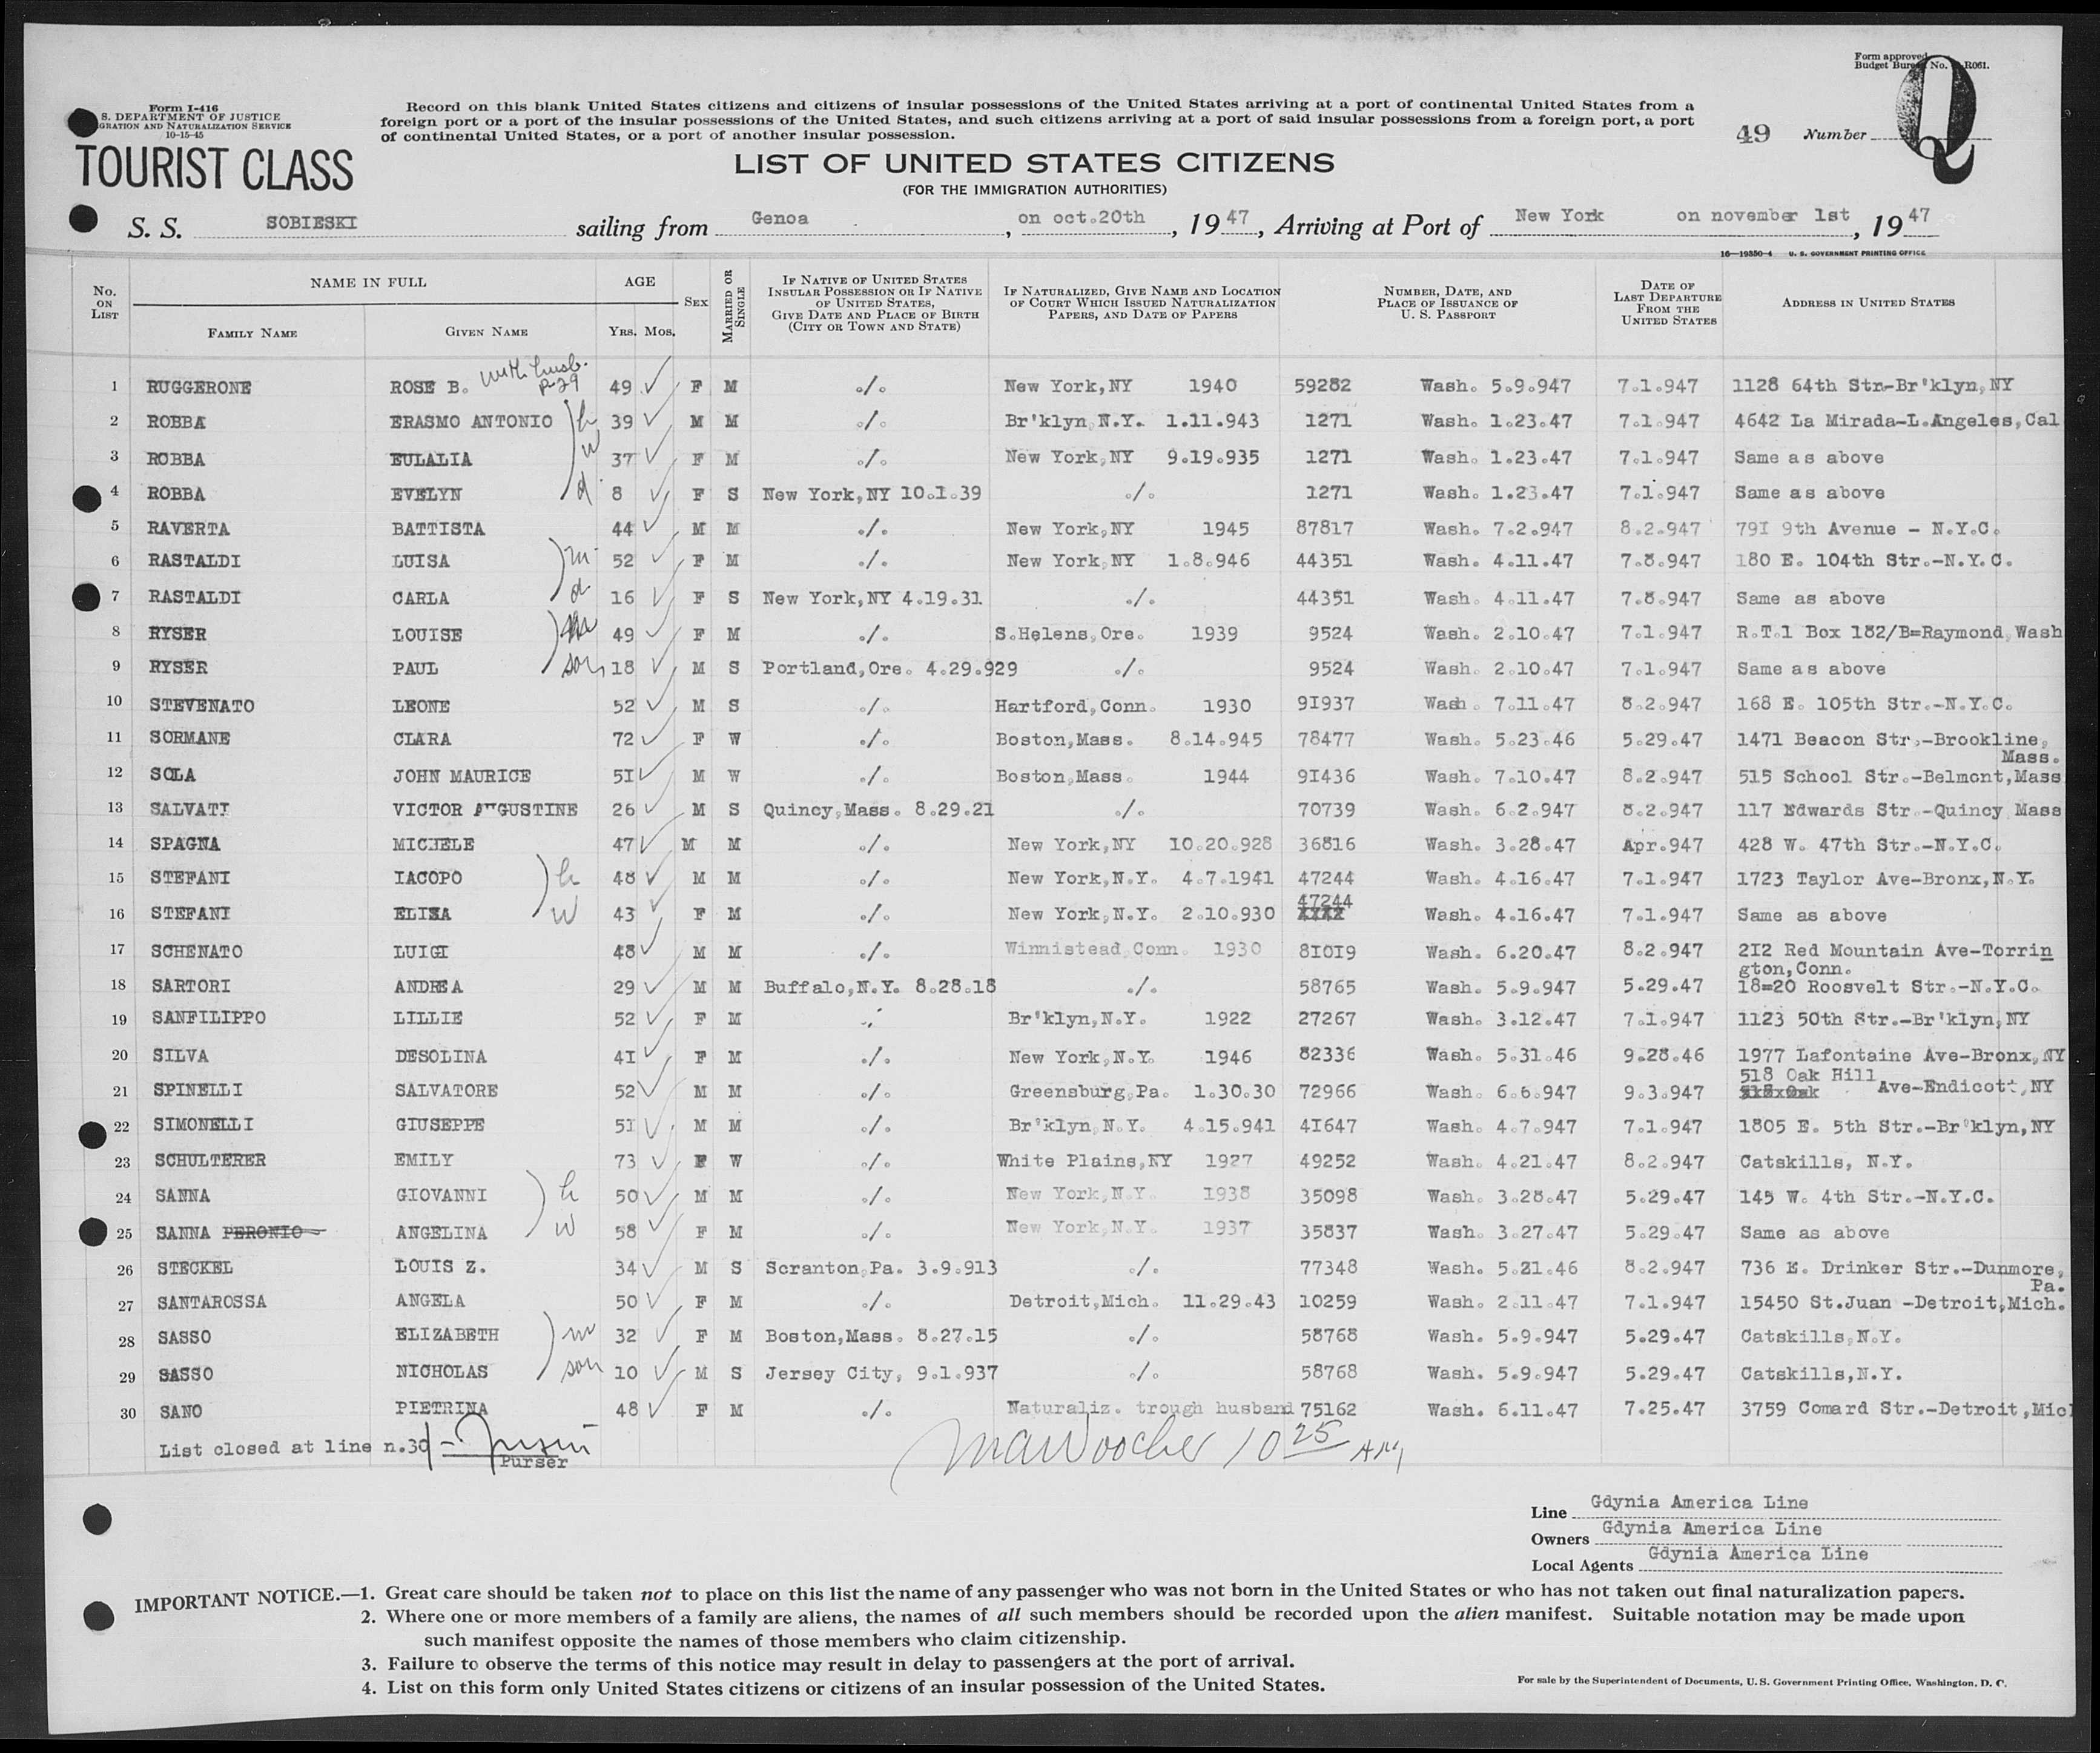 Form approved
Budget Bureau No. R061.
Form I-416
S. DEPARTMENT OF JUSTICE
GRATION AND NATURALIZATION SERVICE
10-15-45
TOURIST CLASS
Record on this blank United States citizens and citizens of insular possessions of the United States arriving at a port of continental United States from a
foreign port or a port of the insular possessions of the United States, and such citizens arriving at a port of said insular possessions from a foreign port, a port
of continental United States, or a port of another insular possession.
49 Number Q
LIST OF UNITED STATES CITIZENS
(FOR THE IMMIGRATION AUTHORITIES)
S. S. SOBIESKI sailing from Genoa, on oct.20th, 1947, Arriving at Port of New York on november 1st, 1947
16—19350-4 U. S. GOVERNMENT PRINTING OFFICE
No. ON LIST NAME IN FULL FAMILY NAME GIVEN NAME AGE YRS. MOS. SEX MARRIED OR SINGLE IF NATIVE OF UNITED STATES INSULAR POSSESSION OR IF NATIVE OF UNITED STATES, GIVE DATE AND PLACE OF BIRTH (CITY OR TOWN AND STATE) IF NATURALIZED, GIVE NAME AND LOCATION OF COURT WHICH ISSUED NATURALIZATION PAPERS, AND DATE OF PAPERS NUMBER, DATE, AND PLACE OF ISSUANCE OF U. S. PASSPORT DATE OF LAST DEPARTURE FROM THE UNITED STATES ADDRESS IN UNITED STATES
1 RUGGERONE ROSE B. with husb. p-29 49 F M ./. New York,NY 1940 59282 Wash. 5.9.947 7.1.947 1128 64th Str-Br'klyn,NY
2 ROBBA ERASMO ANTONIO h 39 M M ./. Br'klyn N.Y. 1.11.943 1271 Wash. 1.23.47 7.1.947 4642 La Mirada-L.Angeles,Cal
3 ROBBA EULALIA w 37 F M ./. New York,NY 9.19.935 1271 Wash. 1.23.47 7.1.947 Same as above
4 ROBBA EVELYN d 8 F S New York,NY 10.1.39 ./. 1271 Wash. 1.23.47 7.1.947 Same as above
5 RAVERTA BATTISTA 44 M M ./. New York,NY 1945 87817 Wash. 7.2.947 8.2.947 79I 9th Avenue - N.Y.C.
6 RASTALDI LUISA m 52 F M ./. New York,NY 1.8.946 44351 Wash. 4.11.47 7.8.947 180 E. 104th Str.-N.Y.C.
7 RASTALDI CARLA d 16 F S New York,NY 4.19.31 ./. 44351 Wash. 4.11.47 7.8.947 Same as above
8 RYSER LOUISE 49 F M ./. S.Helens,Ore. 1939 9524 Wash. 2.10.47 7.1.947 R.T.1 Box 182/B=Raymond,Wash
9 RYSER PAUL son 18 M S Portland,Ore. 4.29.929 ./. 9524 Wash. 2.10.47 7.1.947 Same as above
10 STEVENATO LEONE 52 M S ./. Hartford,Conn. 1930 9I937 Wash. 7.11.47 8.2.947 168 E. 105th Str.-N.Y.C.
11 SORMANE CLARA 72 F W ./. Boston,Mass. 8.14.945 78477 Wash. 5.23.46 5.29.47 1471 Beacon Str.-Brookline,
Mass.
12 SOLA JOHN MAURICE 5I M W ./. Boston,Mass. 1944 9I436 Wash. 7.10.47 8.2.947 515 School Str.-Belmont,Mass
13 SALVATI VICTOR AUGUSTINE 26 M S Quincy,Mass. 8.29.21 ./. 70739 Wash. 6.2.947 8.2.947 117 Edwards Str.-Quincy Mass
14 SPAGNA MICHELE 47 M M ./. New York,NY 10.20.928 36816 Wash. 3.28.47 Apr.947 428 W. 47th Str.-N.Y.C.
15 STEFANI IACOPO h 48 M M ./. New York,N.Y. 4.7.1941 47244 Wash. 4.16.47 7.1.947 1723 Taylor Ave-Bronx,N.Y.
16 STEFANI ELISA w 43 F M ./. New York,N.Y. 2.10.930 47244 Wash. 4.16.47 7.1.947 Same as above
17 SCHENATO LUIGI 48 M M ./. Winnistead Conn. 1930 8I0I9 Wash. 6.20.47 8.2.947 2I2 Red Mountain Ave-Torrin
gton,Conn.
18 SARTORI ANDREA 29 M M Buffalo,N.Y. 8.28.18 ./. 58765 Wash. 5.9.947 5.29.47 18=20 Roosvelt Str.-N.Y.C.
19 SANFILIPPO LILLIE 52 F M ./. Br'klyn,N.Y. 1922 27267 Wash. 3.12.47 7.1.947 1123 50th Str.-Br'klyn,NY
20 SILVA DESOLINA 4I F M ./. New York,N.Y. 1946 82336 Wash. 5.31.46 9.28.46 1977 Lafontaine Ave-Bronx,NY
21 SPINELLI SALVATORE 52 M M ./. Greensburg,Pa. 1.30.30 72966 Wash. 6.6.947 9.3.947 518 Oak Hill Ave-Endicott,NY
22 SIMONELLI GIUSEPPE 5I M M ./. Br'klyn,N.Y. 4.15.941 4I647 Wash. 4.7.947 7.1.947 1805 E. 5th Str.-Br'klyn,NY
23 SCHULTERER EMILY 73 F W ./. White Plains,NY 1927 49252 Wash. 4.21.47 8.2.947 Catskills, N.Y.
24 SANNA GIOVANNI h 50 M M ./. New York,N.Y. 1938 35098 Wash. 3.28.47 5.29.47 145 W. 4th Str.-N.Y.C.
25 SANNA PERONIO ANGELINA w 58 F M ./. New York,N.Y. 1937 35837 Wash. 3.27.47 5.29.47 Same as above
26 STECKEL LOUIS Z. 34 M S Scranton,Pa. 3.9.913 ./. 77348 Wash. 5.21.46 8.2.947 736 E. Drinker Str.-Dunmore,
Pa.
27 SANTAROSSA ANGELA 50 F M ./. Detroit,Mich. 11.29.43 10259 Wash. 2.11.47 7.1.947 15450 St.Juan -Detroit,Mich.
28 SASSO ELIZABETH m 32 F M Boston,Mass. 8.27.15 ./. 58768 Wash. 5.9.947 5.29.47 Catskills,N.Y.
29 SASSO NICHOLAS son 10 M S Jersey City, 9.1.937 ./. 58768 Wash. 5.9.947 5.29.47 Catskills,N.Y.
30 SANO PIETRINA 48 F M ./. Naturaliz. trough husband 75162 Wash. 6.11.47 7.25.47 3759 Comard Str.-Detroit,Mic
List closed at line n.30
Purser
10 25 AM
Line Gdynia America Line
Owners Gdynia America Line
Local Agents Gdynia America Line
IMPORTANT NOTICE.—1. Great care should be taken not to place on this list the name of any passenger who was not born in the United States or who has not taken out final naturalization papers.
2. Where one or more members of a family are aliens, the names of all such members should be recorded upon the alien manifest. Suitable notation may be made upon
such manifest opposite the names of those members who claim citizenship.
3. Failure to observe the terms of this notice may result in delay to passengers at the port of arrival.
4. List on this form only United States citizens or citizens of an insular possession of the United States.
For sale by the Superintendent of Documents, U. S. Government Printing Office, Washington, D. C.